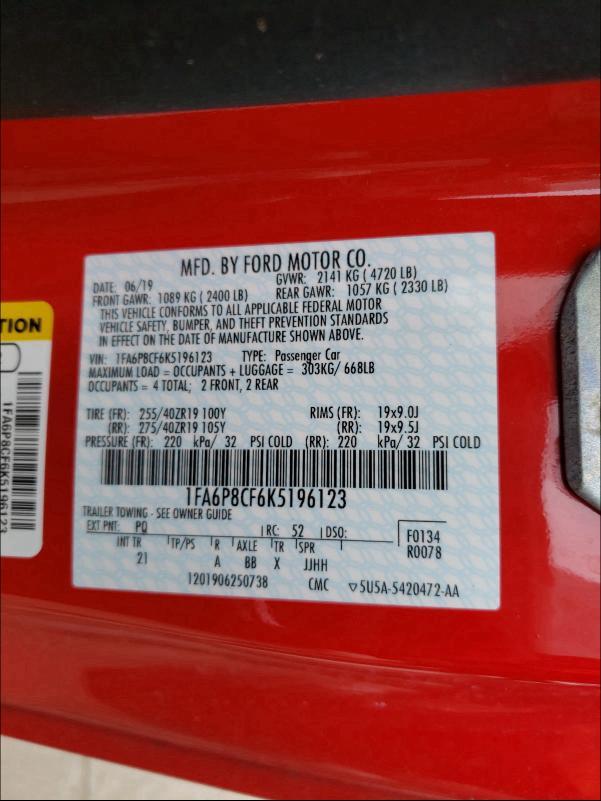 MFD. BY FORD MOTOR CO.
DATE: 06/19 GVWR: 2141 KG ( 4720 LB)
FRONT GAWR: 1089 KG ( 2400 LB) REAR GAWR: 1057 KG ( 2330 LB)
THIS VEHICLE CONFORMS TO ALL APPLICABLE FEDERAL MOTOR
VEHICLE SAFETY, BUMPER, AND THEFT PREVENTION STANDARDS
IN EFFECT ON THE DATE OF MANUFACTURE SHOWN ABOVE.
VIN: 1FA6P8CF6K5196123 TYPE: Passenger Car
MAXIMUM LOAD = OCCUPANTS + LUGGAGE = 303KG/ 668LB
OCCUPANTS = 4 TOTAL; 2 FRONT, 2 REAR
TIRE (FR): 255/40ZR19 100Y RIMS (FR): 19x9.0J
(RR): 275/40ZR19 105Y (RR): 19x9.5J
PRESSURE (FR): 220 kPa/ 32 PSI COLD (RR): 220 kPa/ 32 PSI COLD
1FA6P8CF6K5196123
TRAILER TOWING - SEE OWNER GUIDE
EXT PNT: PQ RC: 52 DSO: F0134
INT TR TP/PS R AXLE TR SPR R0078
21 A BB X JJHH
1201906250738 CMC ▽5U5A-5420472-AA
TION
1FA6P8CF6K5196123